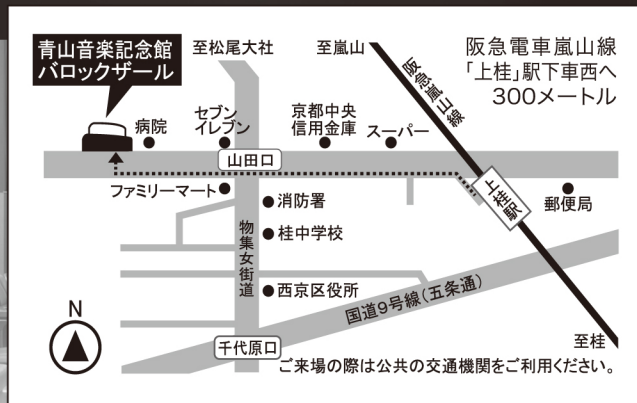 青山音楽記念館
バロックザール
至松尾大社
至嵐山
阪急嵐山線
阪急電車嵐山線
「上桂」駅下車西へ
300メートル
病院
セブン
イレブン
京都中央
信用金庫
スーパー
山田口
ファミリーマート
消防署
桂中学校
物集女街道
西京区役所
上桂駅
郵便局
国道9号線(五条通)
N
千代原口
至桂
ご来場の際は公共の交通機関をご利用ください。